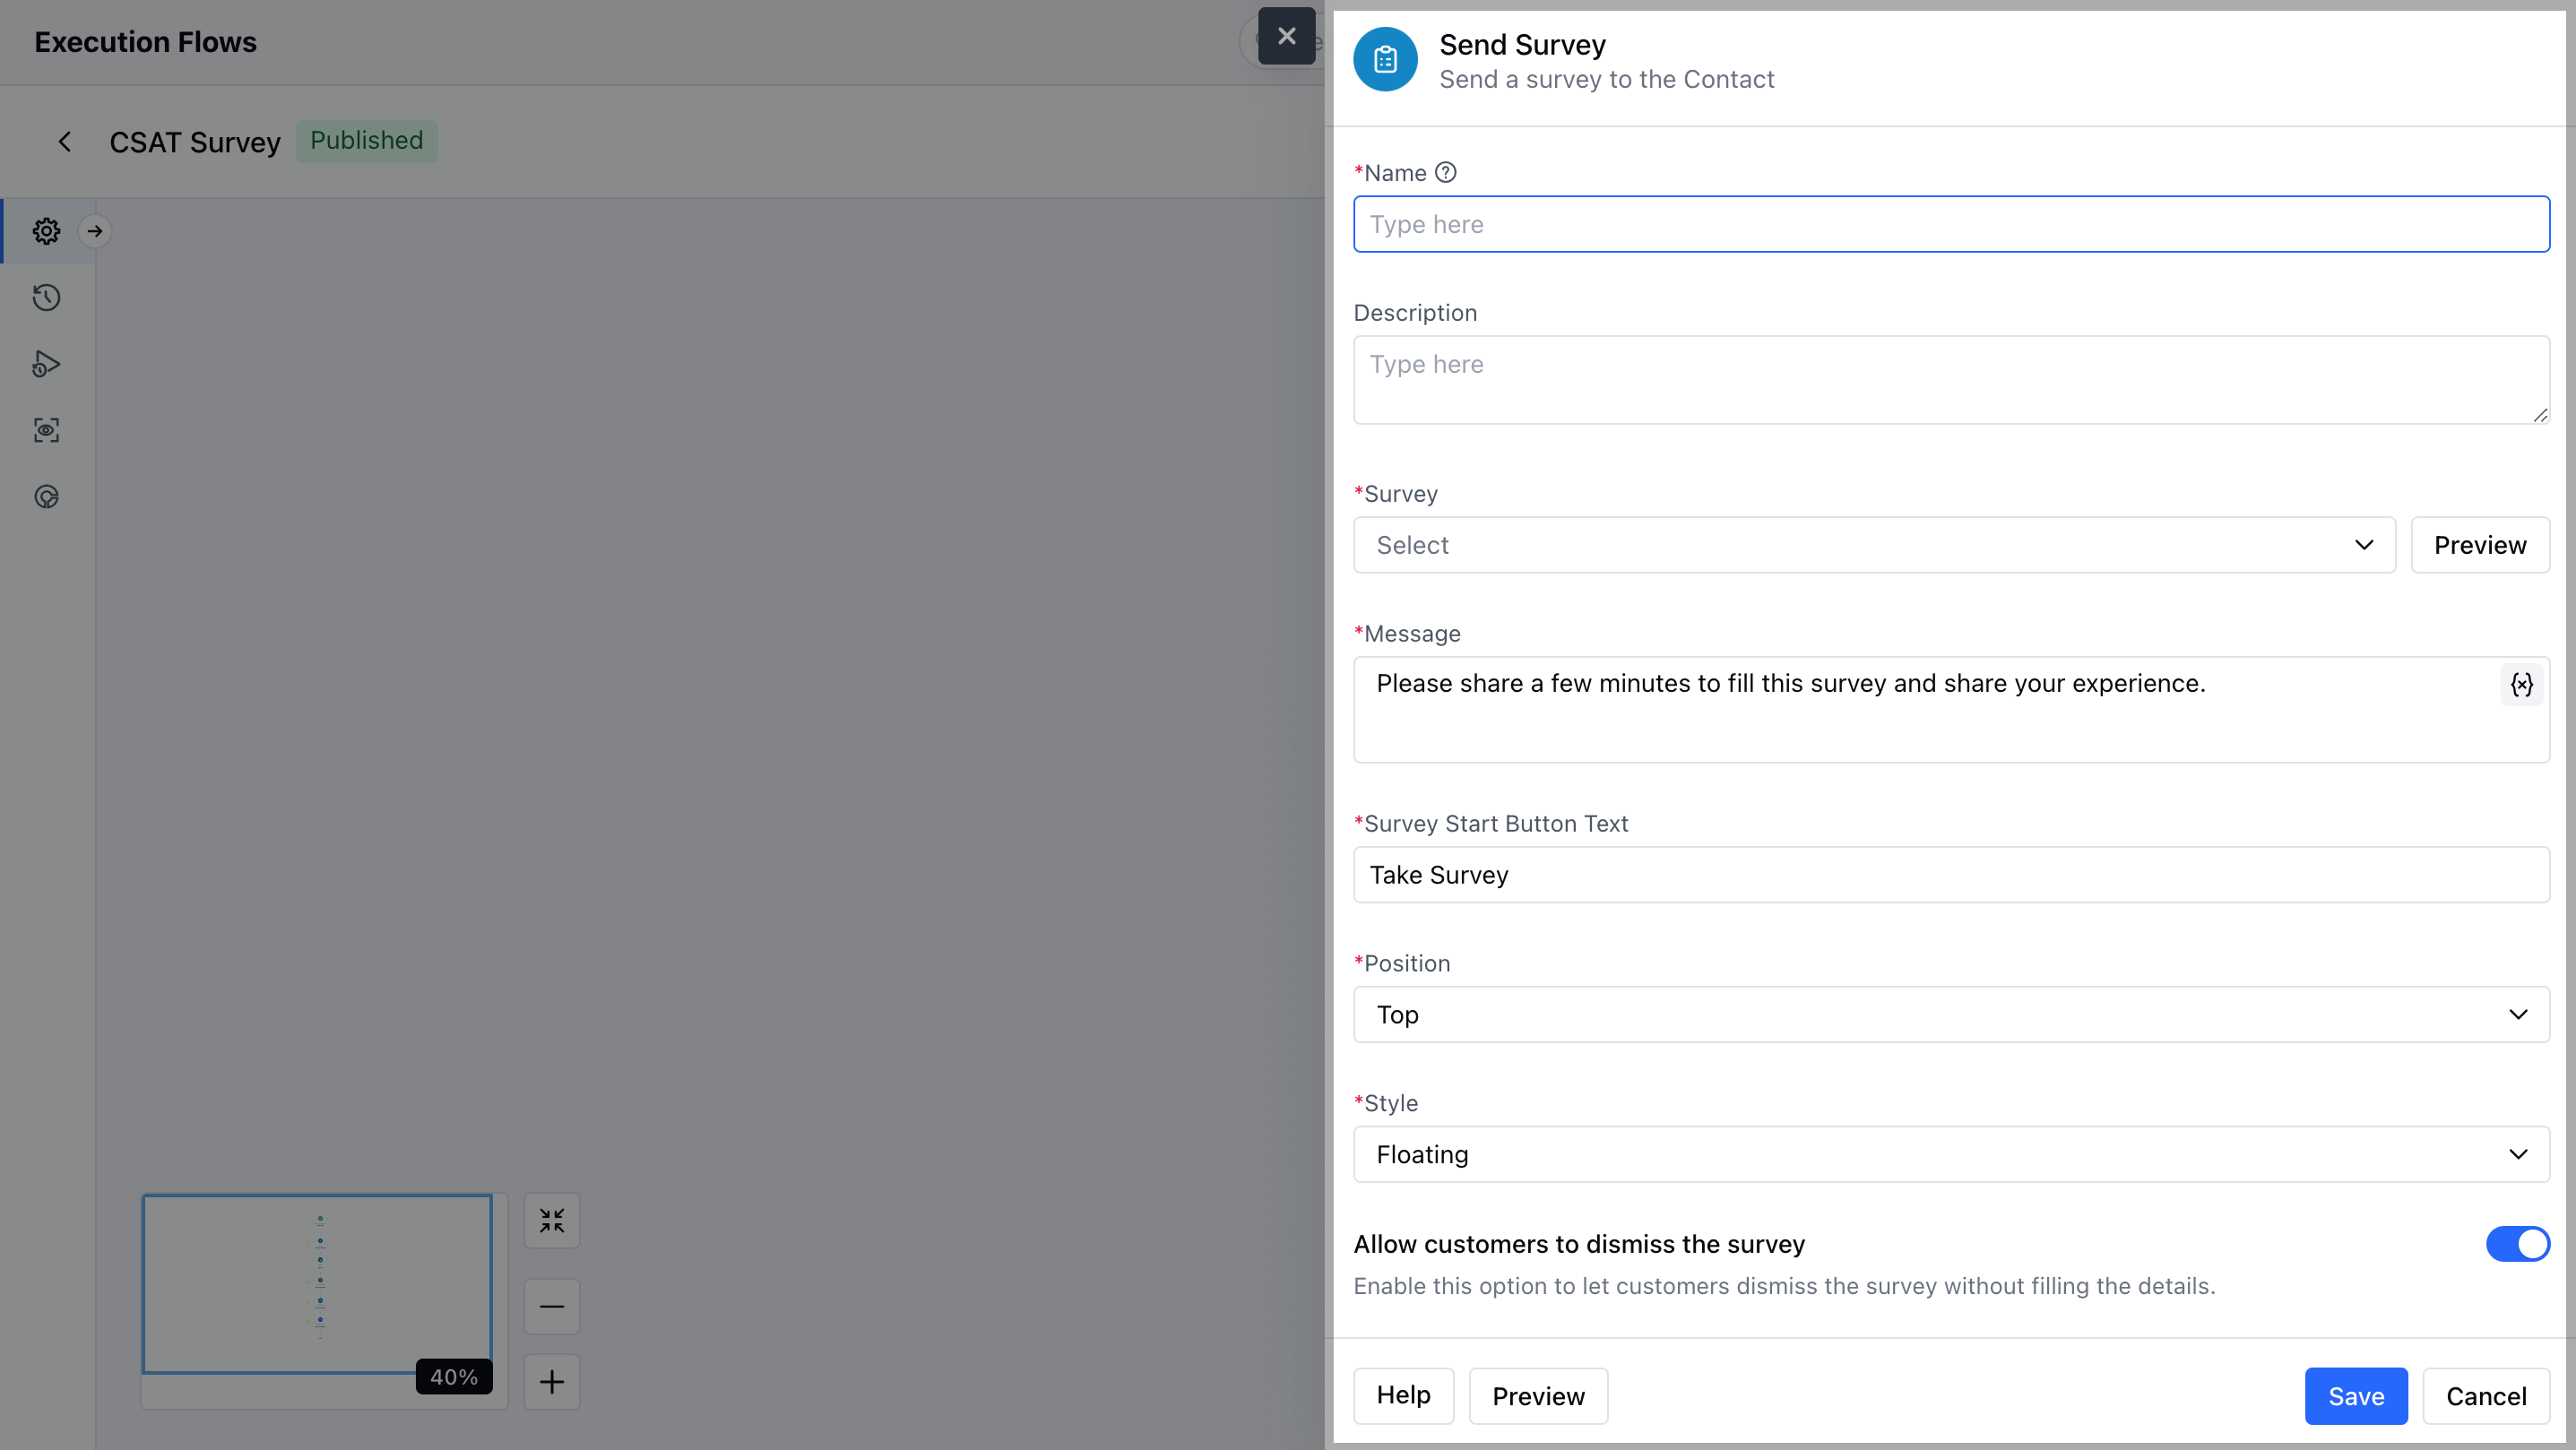 Execution Flows
CSAT Survey
Published
40%
Send Survey
Send a survey to the Contact
*Name
Type here
Description
Type here
*Survey
Select
Preview
*Message
Please share a few minutes to fill this survey and share your experience.
{x}
*Survey Start Button Text
Take Survey
*Position
Top
*Style
Floating
Allow customers to dismiss the survey
Enable this option to let customers dismiss the survey without filling the details.
Help
Preview
Save
Cancel